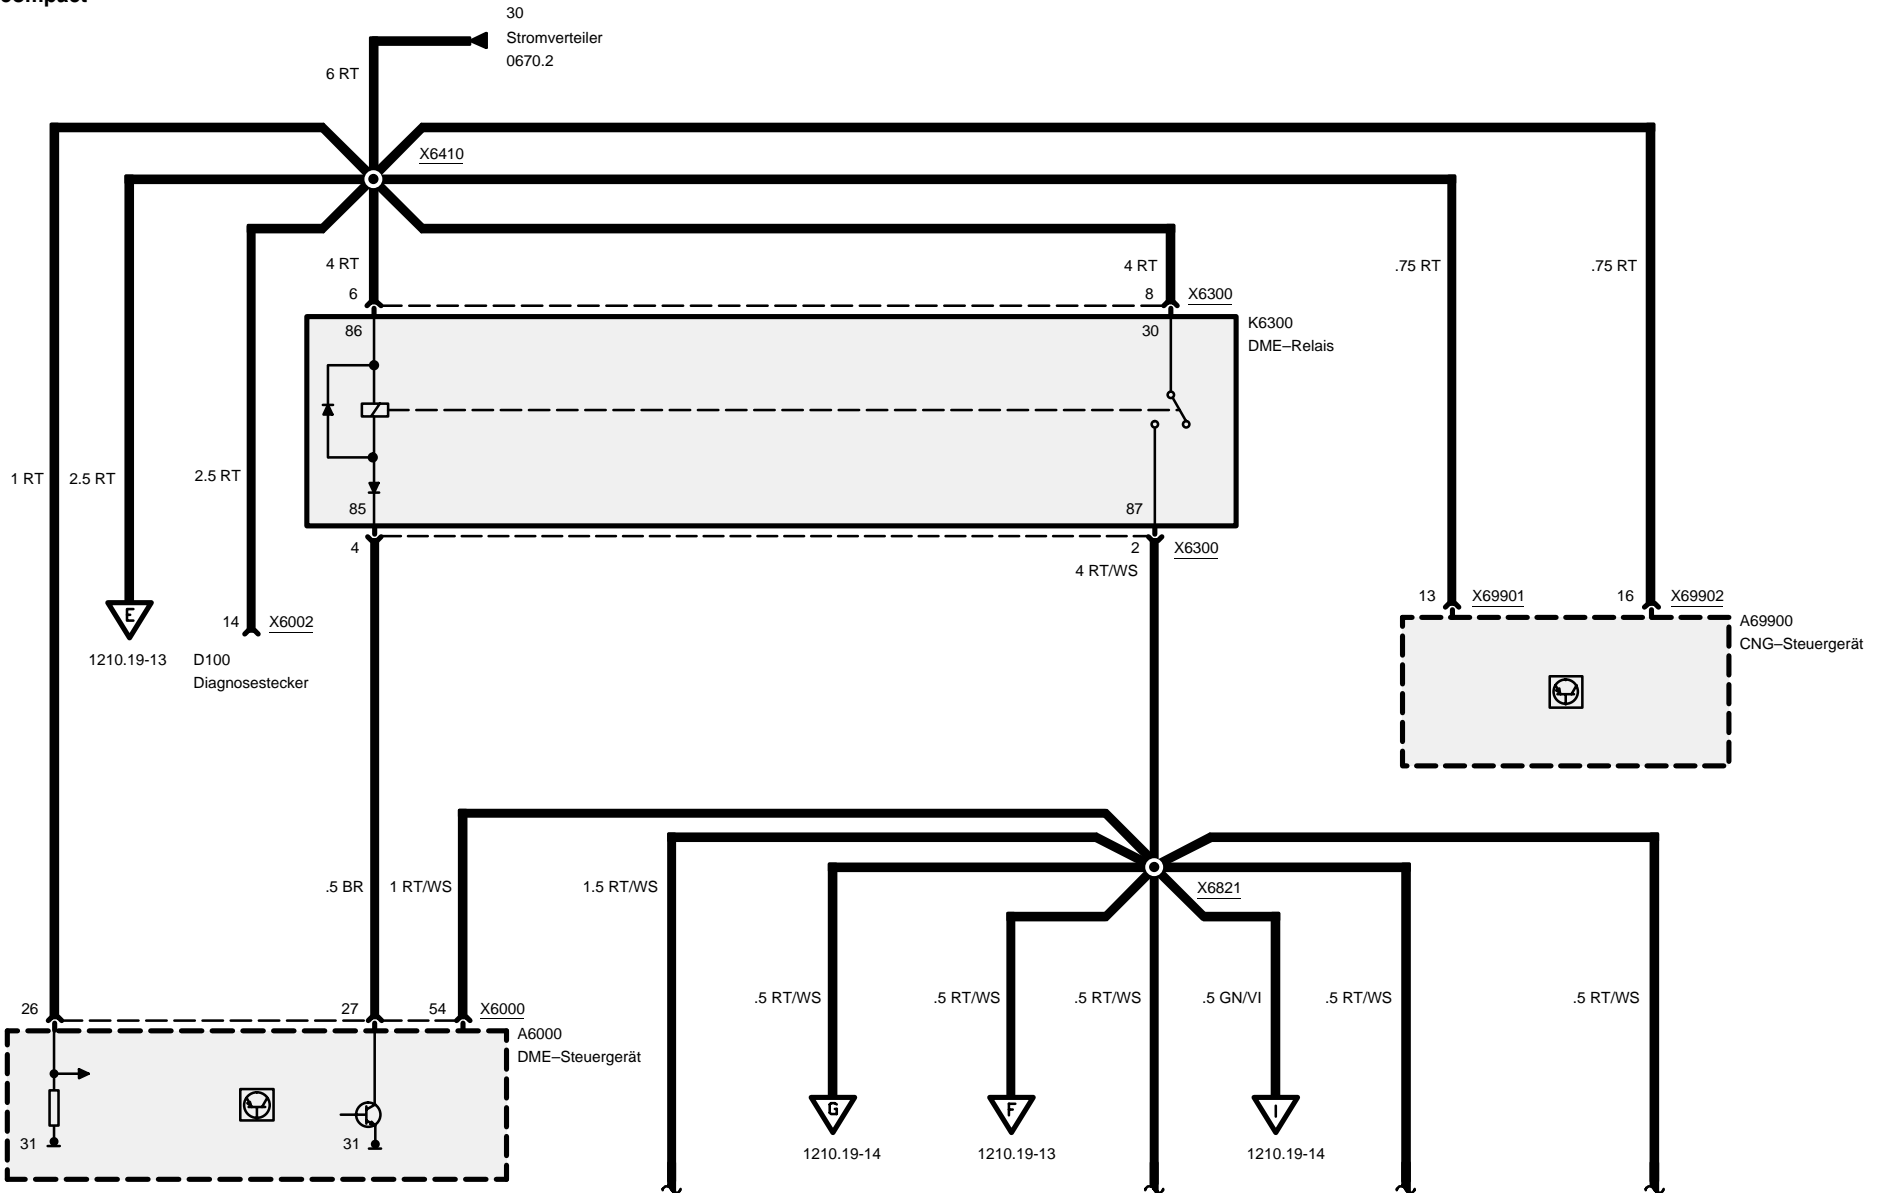 30
Stromverteiler
0670.2
6 RT
X6410
4 RT
4 RT
.75 RT
.75 RT
6
8
X6300
86
30
K6300
DME–Relais
1 RT
2.5 RT
2.5 RT
85
87
4
2
X6300
4 RT/WS
E
1210.19-13
14
X6002
D100
Diagnosestecker
13
X69901
16
X69902
A69900
CNG–Steuergerät
.5 BR
1 RT/WS
1.5 RT/WS
X6821
.5 RT/WS
.5 RT/WS
.5 RT/WS
.5 GN/VI
.5 RT/WS
.5 RT/WS
26
27
54
X6000
A6000
DME–Steuergerät
31
31
G
F
I
1210.19-14
1210.19-13
1210.19-14